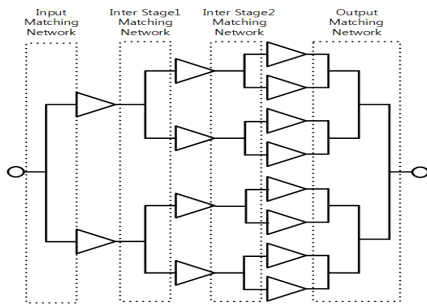 Input
Matching
Network
Inter Stage1
Matching
Network
Inter Stage2
Matching
Network
Output
Matching
Network